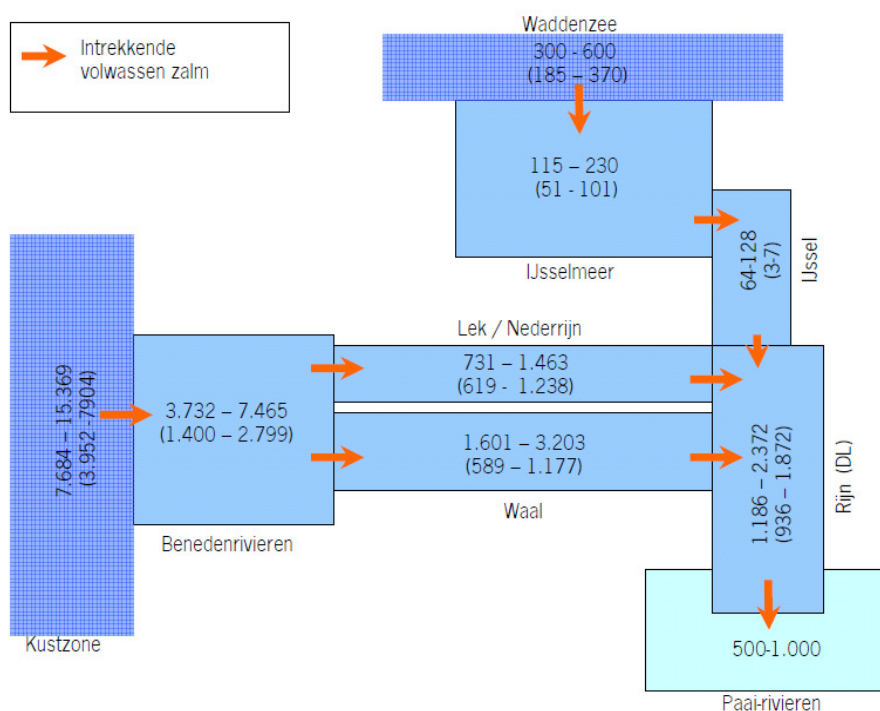 Intrekkende
volwassen zalm
Waddenzee
300 - 600
(185 – 370)
115 – 230
(51 - 101)
IJsselmeer
64-128
(3-7)
IJssel
Lek / Nederrijn
731 – 1.463
(619 - 1.238)
7.684 – 15.369
(3.952 -7904)
Kustzone
3.732 – 7.465
(1.400 – 2.799)
Benedenrivieren
1.601 – 3.203
(589 – 1.177)
Waal
1.186 – 2.372
(936 – 1.872)
Rijn (DL)
500-1.000
Paai-rivieren